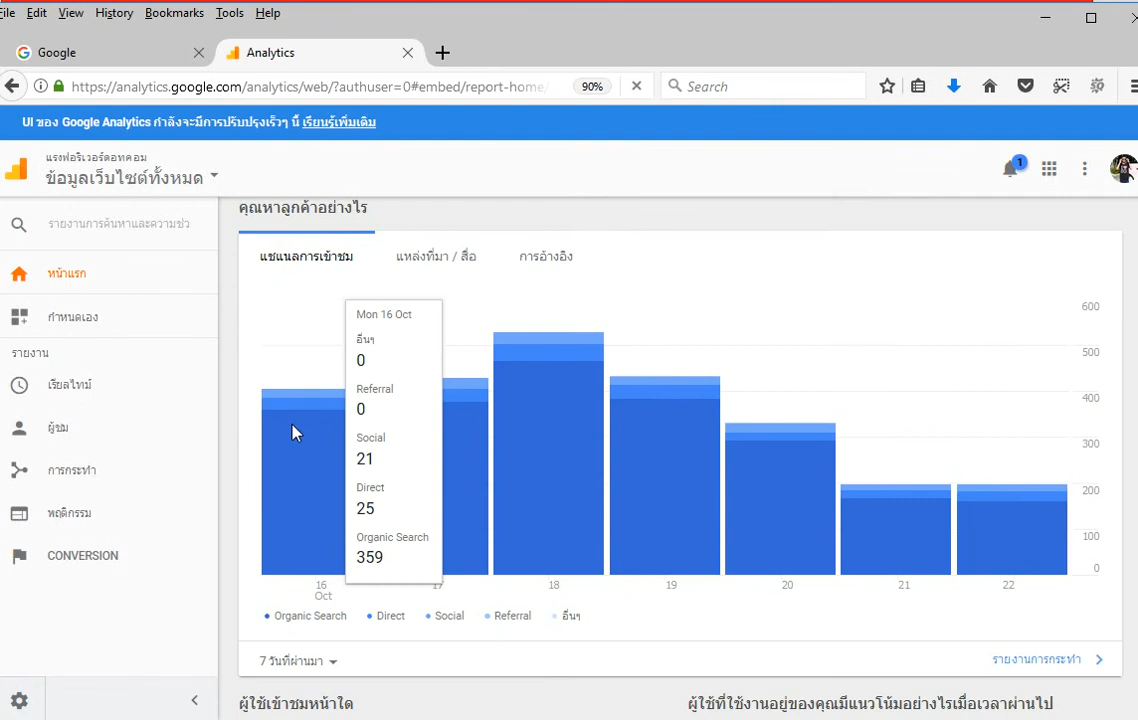 File Edit View History Bookmarks Tools Help
Google
Analytics
https://analytics.google.com/analytics/web/?authuser=0#embed/report-home/
90%
Search
UI ของ Google Analytics กำลังจะมีการปรับปรุงเร็วๆ นี้ เรียนรู้เพิ่มเติม
แรงฟอริเวอร์ดอทคอม
ข้อมูลเว็บไซต์ทั้งหมด
1
รายงานการค้นหาและความช่ว
หน้าแรก
กำหนดเอง
รายงาน
เรียลไทม์
ผู้ชม
การกระทำ
พฤติกรรม
CONVERSION
คุณหาลูกค้าอย่างไร
แชแนลการเข้าชม แหล่งที่มา / สื่อ การอ้างอิง
Mon 16 Oct
อื่นๆ
0
Referral
0
Social
21
Direct
25
Organic Search
359
600
500
400
300
200
100
0
16 17 18 19 20 21 22
Oct
Organic Search Direct Social Referral อื่นๆ
7 วันที่ผ่านมา
รายงานการกระทำ
ผู้ใช้เข้าชมหน้าใด
ผู้ใช้ที่ใช้งานอยู่ของคุณมีแนวโน้มอย่างไรเมื่อเวลาผ่านไป